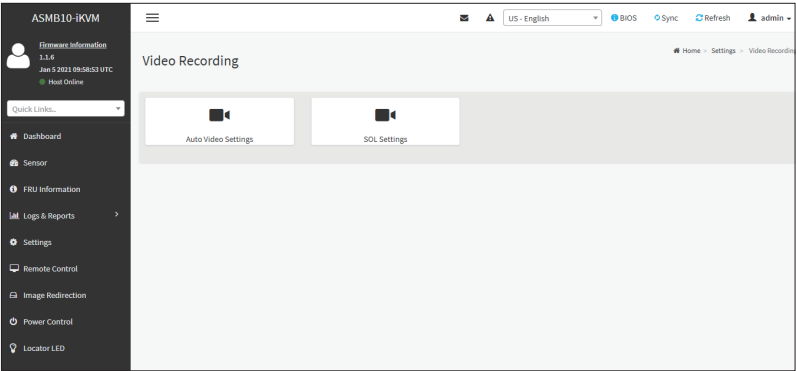 ASMB10-iKVM
US - English
BIOS
Sync
Refresh
admin
Firmware Information
1.1.6
Jan 5 2021 09:58:53 UTC
Host Online
Quick Links..
Dashboard
Sensor
FRU Information
Logs & Reports
Settings
Remote Control
Image Redirection
Power Control
Locator LED
Video Recording
Home > Settings > Video Recording
Auto Video Settings
SOL Settings